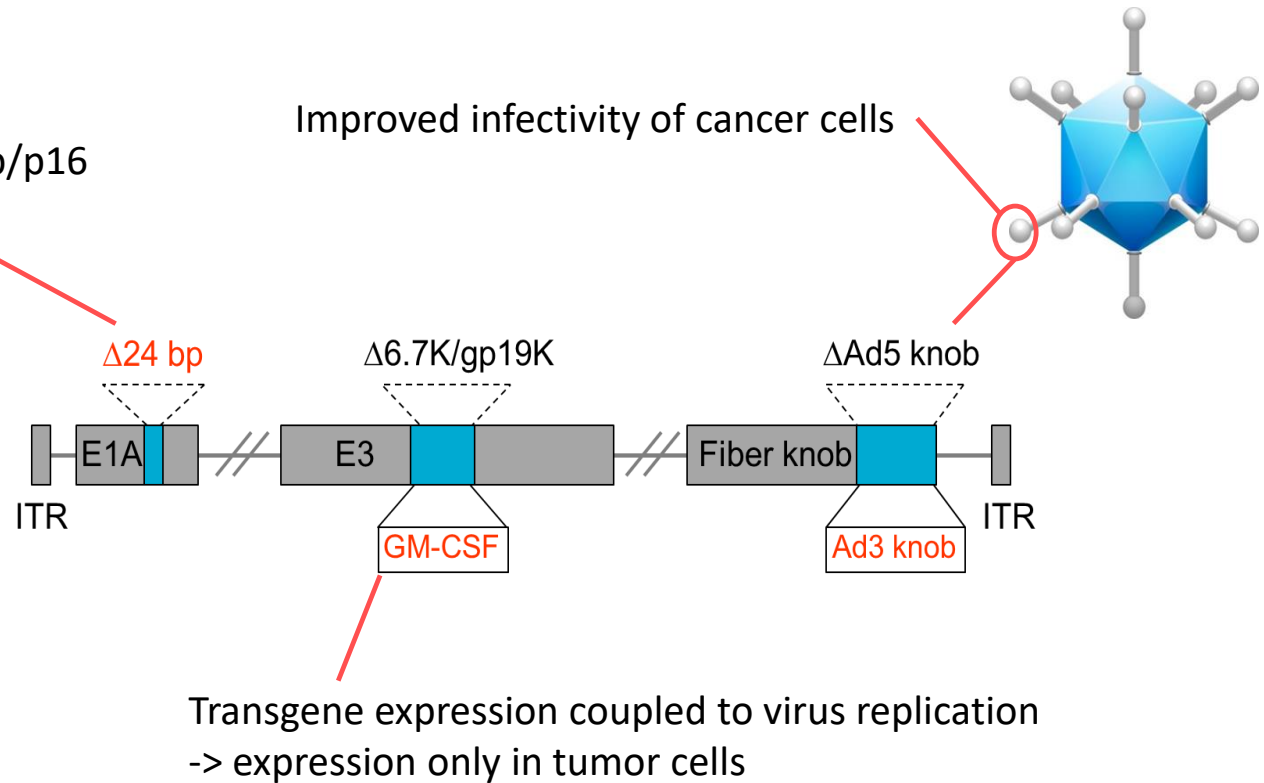 Improved infectivity of cancer cells
/p16
Δ24 bp
Δ6.7K/gp19K
ΔAd5 knob
E1A
E3
Fiber knob
ITR
ITR
GM-CSF
Ad3 knob
Transgene expression coupled to virus replication
-> expression only in tumor cells